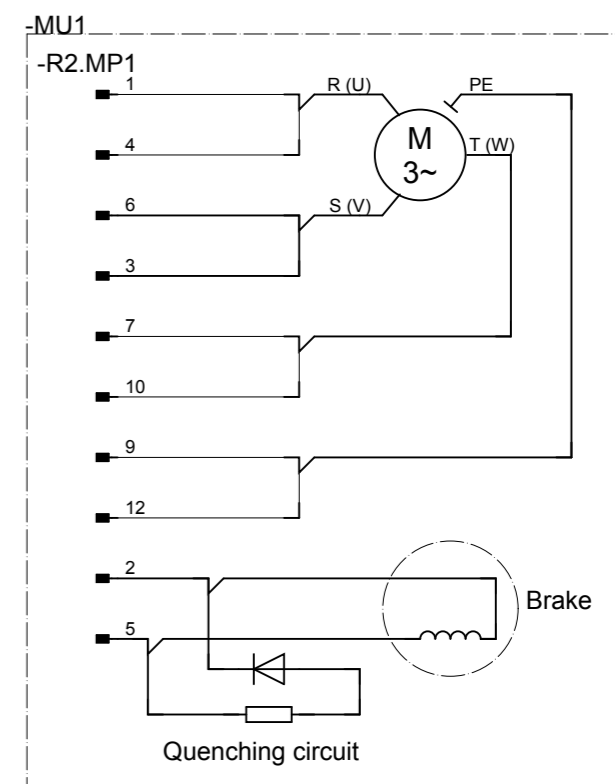 -MU1
-R2.MP1
1
R (U)
PE
4
M
3~
T (W)
6
S (V)
3
7
10
9
12
2
Brake
5
Quenching circuit